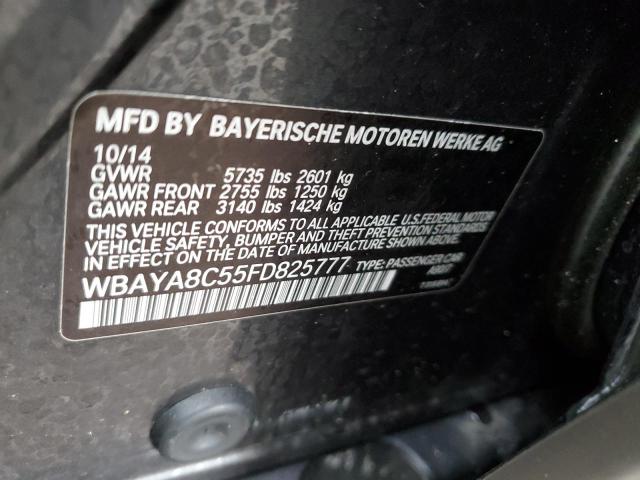 MFD BY BAYERISCHE MOTOREN WERKE AG
10/14
GVWR 5735 lbs 2601 kg
GAWR FRONT 2755 lbs 1250 kg
GAWR REAR 3140 lbs 1424 kg
THIS VEHICLE CONFORMS TO ALL APPLICABLE U.S. FEDERAL MOTOR
VEHICLE SAFETY, BUMPER AND THEFT PREVENTION STANDARDS
IN EFFECT ON THE DATE OF MANUFACTURE SHOWN ABOVE.
WBAYA8C55FD825777 TYPE: PASSENGER CAR